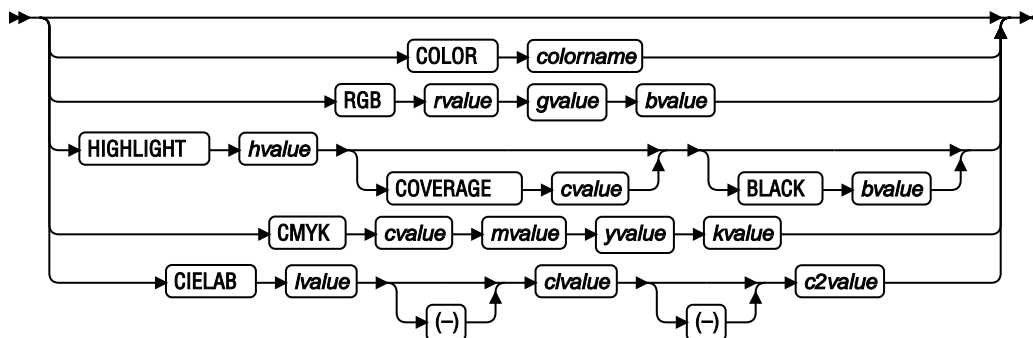 COLOR colorname
RGB rvalue gvalue bvalue
HIGHLIGHT hvalue
COVERAGE cvalue BLACK bvalue
CMYK cvalue mvalue yvalue kvalue
CIELAB lvalue clvalue c2value
(–) (–)